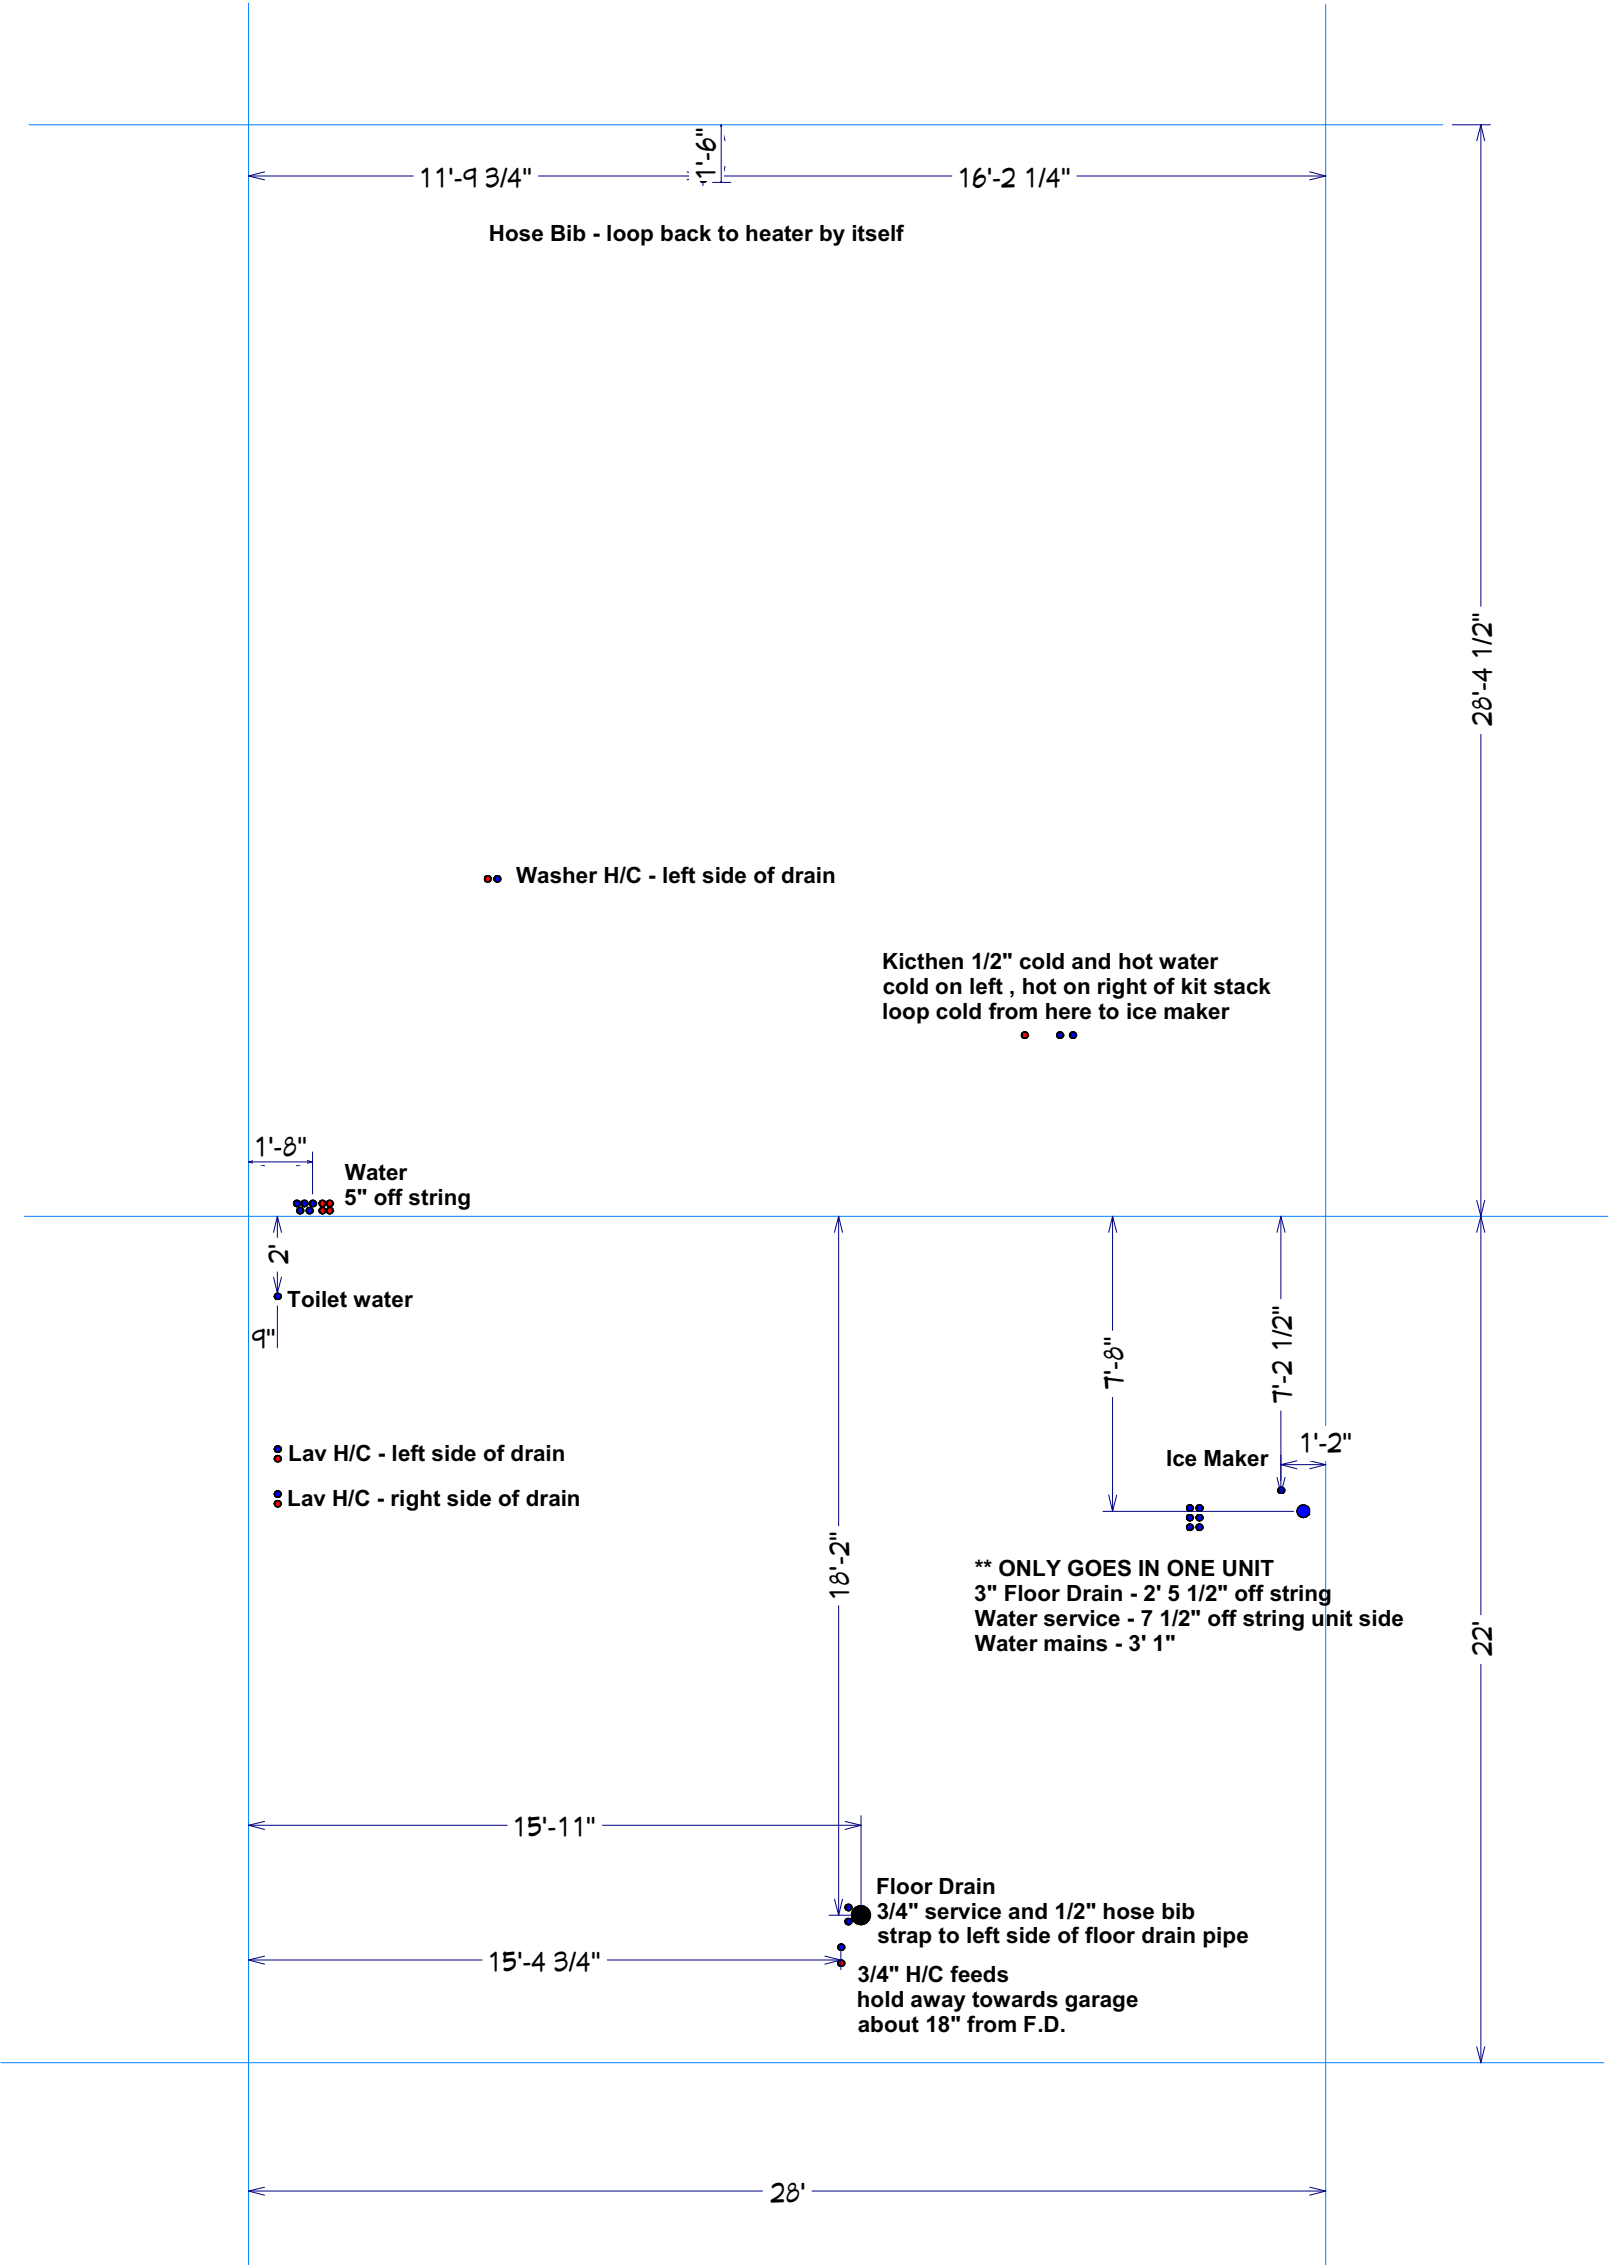 1'-6"
11'-9 3/4"
16'-2 1/4"
Hose Bib - loop back to heater by itself
28'-4 1/2"
Washer H/C - left side of drain
Kicthen 1/2" cold and hot water
cold on left , hot on right of kit stack
loop cold from here to ice maker
1'-8"
Water
5" off string
2'
Toilet water
9"
7'-8"
7'-2 1/2"
1'-2"
Ice Maker
Lav H/C - left side of drain
Lav H/C - right side of drain
18'-2"
** ONLY GOES IN ONE UNIT
3" Floor Drain - 2' 5 1/2" off string
Water service - 7 1/2" off string unit side
Water mains - 3' 1"
22'
15'-11"
Floor Drain
3/4" service and 1/2" hose bib
strap to left side of floor drain pipe
15'-4 3/4"
3/4" H/C feeds
hold away towards garage
about 18" from F.D.
28'